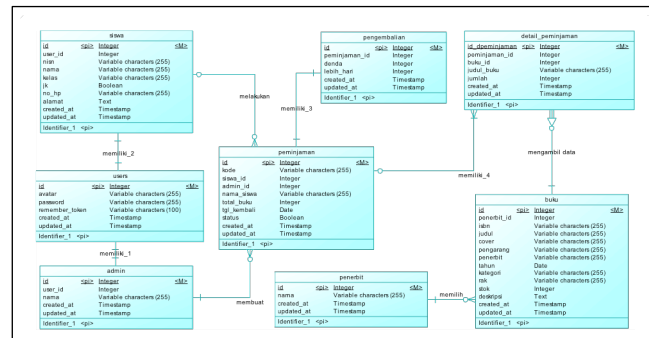 siswa
id <pi> Integer <M>
user_id Integer
nisn Variable characters (255)
nama Variable characters (255)
kelas Variable characters (255)
jk Boolean
no_hp Variable characters (255)
alamat Text
created_at Timestamp
updated_at Timestamp
Identifier_1 <pi>
pengembalian
id <pi> Integer <M>
peminjaman_id Integer
denda Integer
lebih_hari Integer
created_at Timestamp
updated_at Timestamp
Identifier_1 <pi>
detail_peminjaman
id_dpeminjaman <pi> Integer <M>
peminjaman_id Integer
buku_id Integer
judul_buku Variable characters (255)
jumlah Integer
created_at Timestamp
updated_at Timestamp
Identifier_1 <pi>
melakukan
memiliki_3
memiliki_2
mengambil data
memiliki_4
peminjaman
id <pi> Integer <M>
kode Variable characters (255)
siswa_id Integer
admin_id Integer
nama_siswa Variable characters (255)
total_buku Integer
tgl_kembali Date
status Boolean
created_at Timestamp
updated_at Timestamp
Identifier_1 <pi>
users
id <pi> Integer <M>
avatar Variable characters (255)
password Variable characters (255)
remember_token Variable characters (100)
created_at Timestamp
updated_at Timestamp
Identifier_1 <pi>
memiliki_1
buku
id <pi> Integer <M>
penerbit_id Integer
isbn Variable characters (255)
judul Variable characters (255)
cover Variable characters (255)
pengarang Variable characters (255)
penerbit Variable characters (255)
tahun Date
kategori Variable characters (255)
rak Variable characters (255)
stok Integer
deskripsi Text
created_at Timestamp
updated_at Timestamp
Identifier_1 <pi>
admin
id <pi> Integer <M>
user_id Integer
nama Variable characters (255)
created_at Timestamp
updated_at Timestamp
Identifier_1 <pi>
membuat
penerbit
id <pi> Integer <M>
nama Variable characters (255)
created_at Timestamp
updated_at Timestamp
Identifier_1 <pi>
memilih